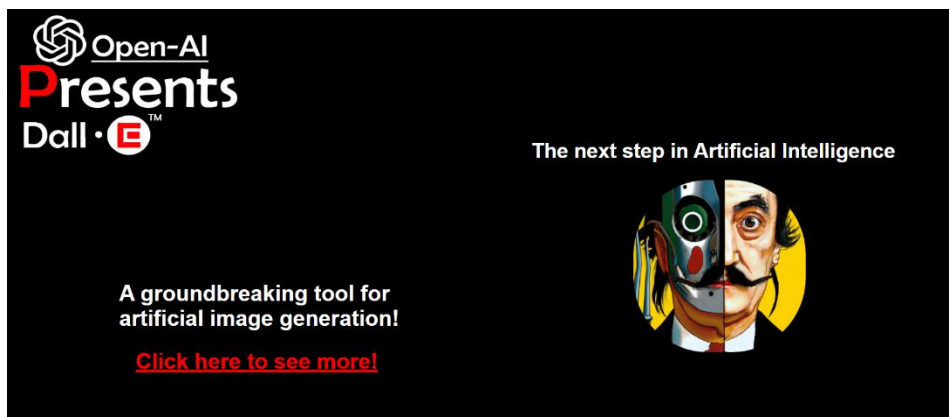 Open-AI
Presents
Dall·E™
The next step in Artificial Intelligence
A groundbreaking tool for
artificial image generation!
Click here to see more!